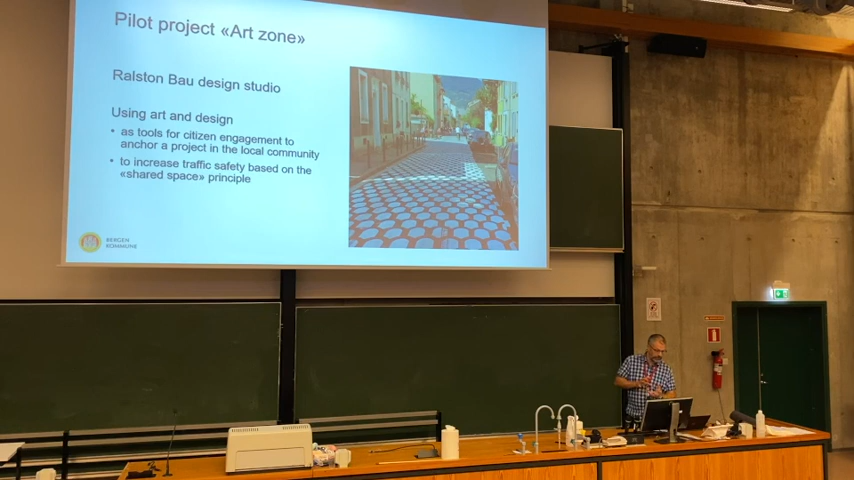 Pilot project «Art zone»
Ralston Bau design studio
Using art and design
• as tools for citizen engagement to
anchor a project in the local community
• to increase traffic safety based on the
«shared space» principle
BERGEN
KOMMUNE